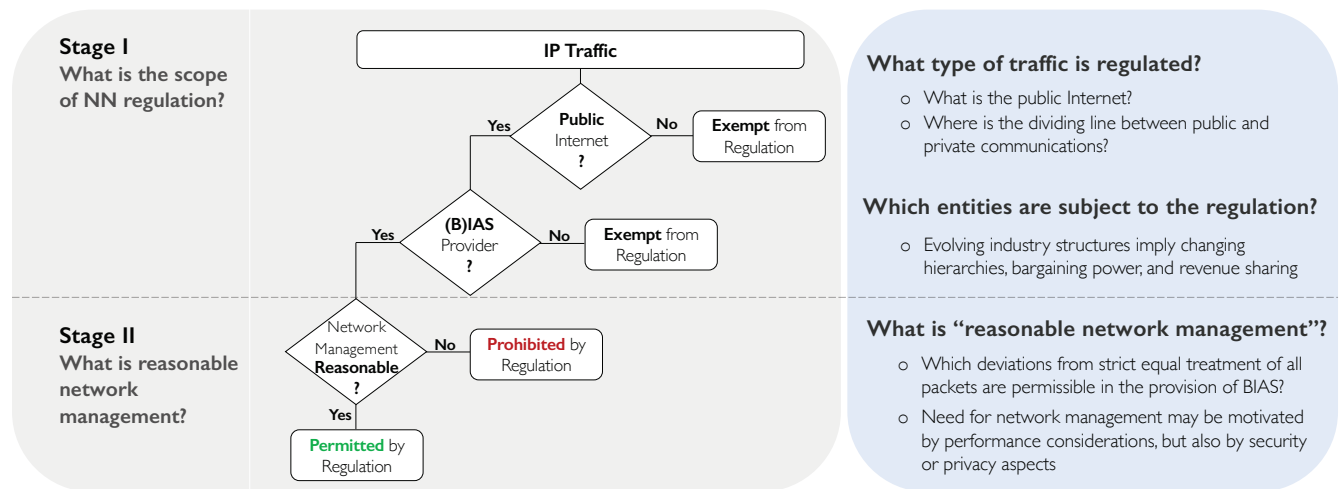 Stage I
What is the scope
of NN regulation?
IP Traffic
Public
Internet
?
Yes
No
Exempt from
Regulation
(B)IAS
Provider
?
Yes
No
Exempt from
Regulation
Stage II
What is reasonable
network
management?
Network
Management
Reasonable
?
No
Prohibited by
Regulation
Yes
Permitted by
Regulation
What type of traffic is regulated?
o What is the public Internet?
o Where is the dividing line between public and
private communications?
Which entities are subject to the regulation?
o Evolving industry structures imply changing
hierarchies, bargaining power, and revenue sharing
What is “reasonable network management”?
o Which deviations from strict equal treatment of all
packets are permissible in the provision of BIAS?
o Need for network management may be motivated
by performance considerations, but also by security
or privacy aspects